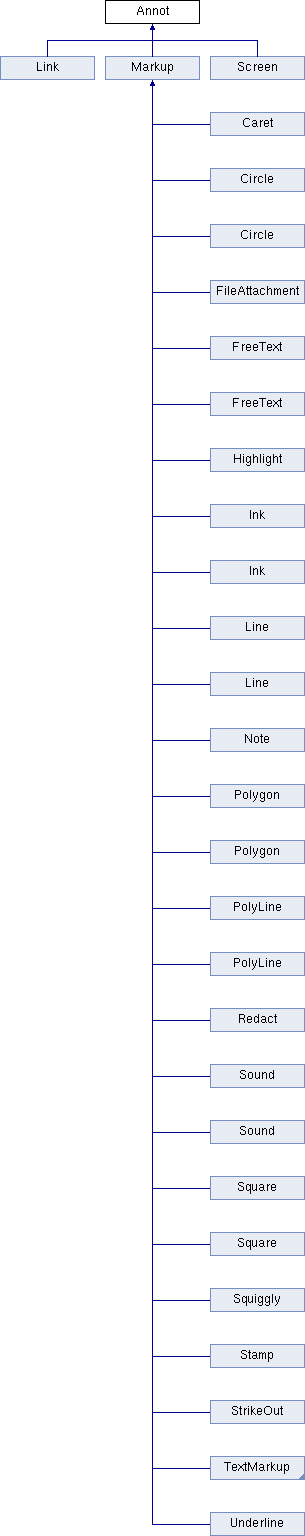 Annot
Link Markup Screen
Caret
Circle
Circle
FileAttachment
FreeText
FreeText
Highlight
Ink
Ink
Line
Line
Note
Polygon
Polygon
PolyLine
PolyLine
Redact
Sound
Sound
Square
Square
Squiggly
Stamp
StrikeOut
TextMarkup
Underline